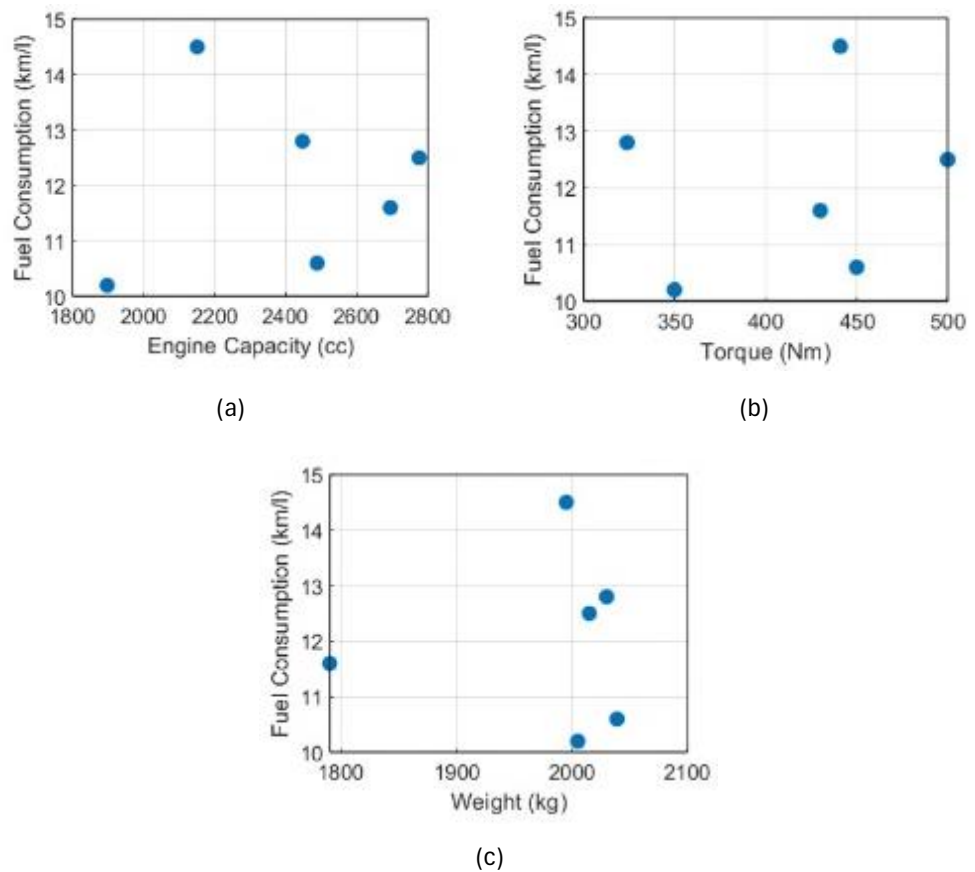 15
14
13
12
11
10
Fuel Consumption (km/l)
1800 2000 2200 2400 2600 2800
Engine Capacity (cc)
(a)
15
14
13
12
11
10
Fuel Consumption (km/l)
300 350 400 450 500
Torque (Nm)
(b)
15
14
13
12
11
10
Fuel Consumption (km/l)
1800 1900 2000 2100
Weight (kg)
(c)